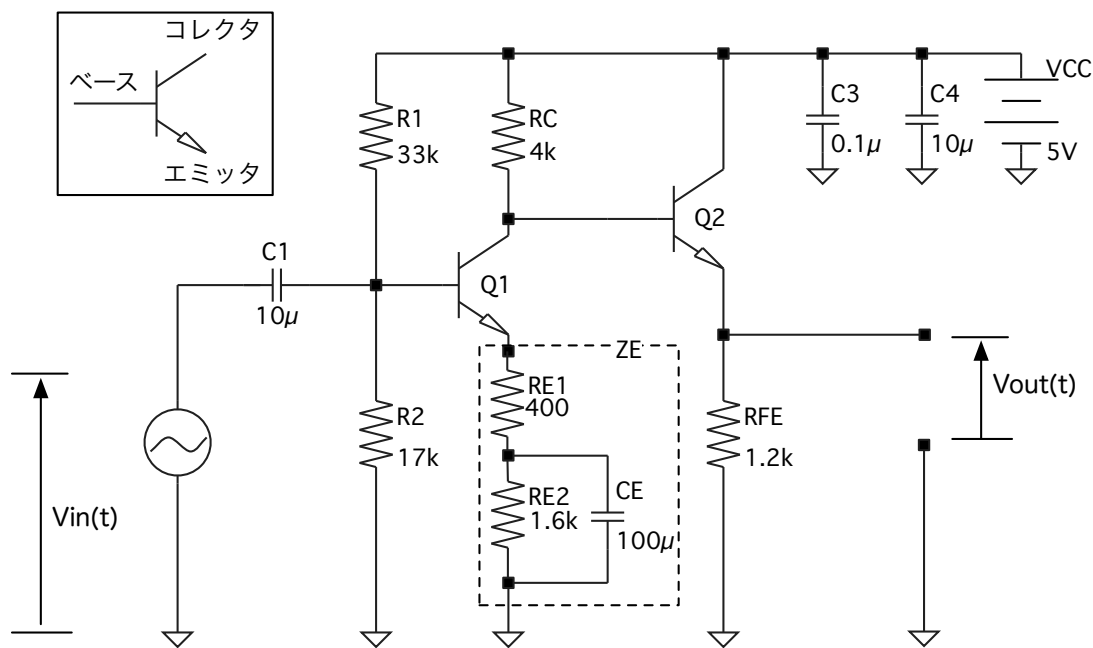 コレクタ
ベース
エミッタ
R1
33k
RC
4k
C3
0.1μ
C4
10μ
VCC
5V
Q2
C1
10μ
Q1
ZE
RE1
400
Vout(t)
R2
17k
RFE
1.2k
RE2
1.6k
CE
100μ
Vin(t)